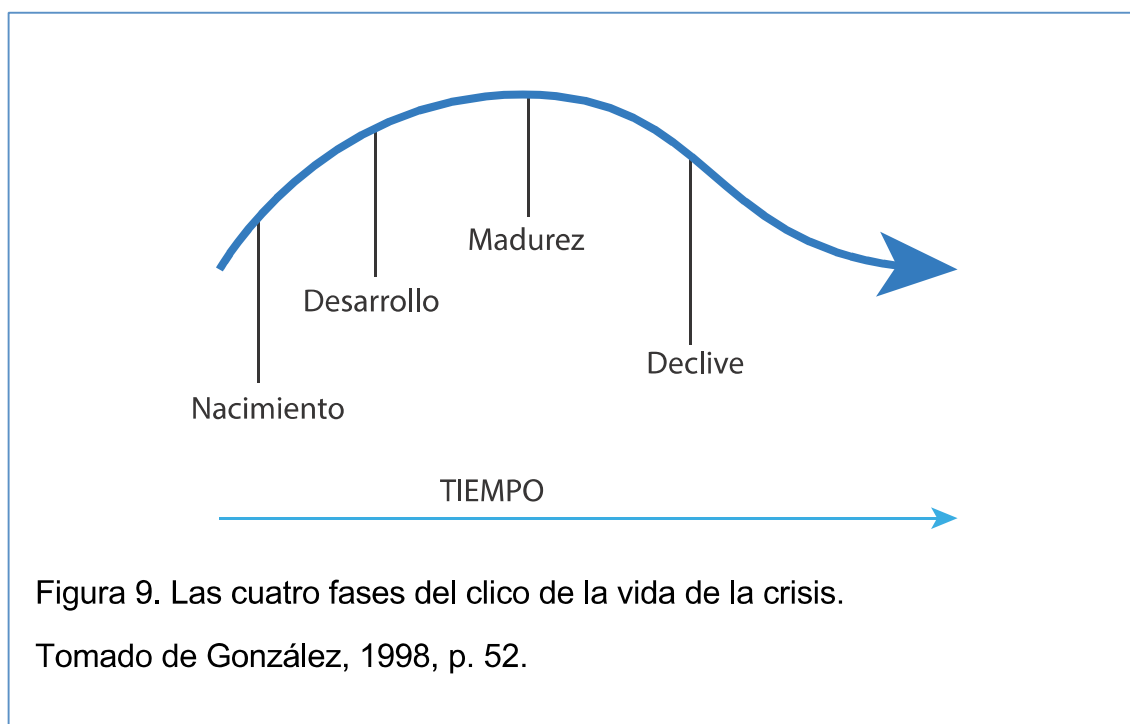 Madurez
Desarrollo
Declive
Nacimiento
TIEMPO
Figura 9. Las cuatro fases del clico de la vida de la crisis.
Tomado de González, 1998, p. 52.